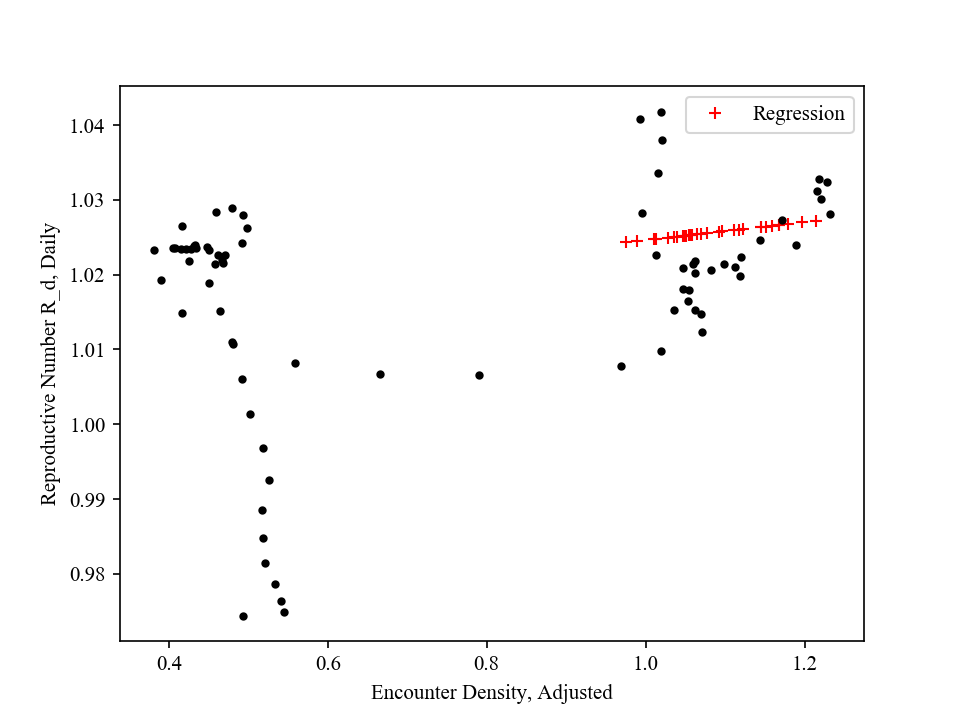 Regression
1.04
1.03
1.02
1.01
1.00
0.99
0.98
Reproductive Number R_d, Daily
0.4 0.6 0.8 1.0 1.2
Encounter Density, Adjusted